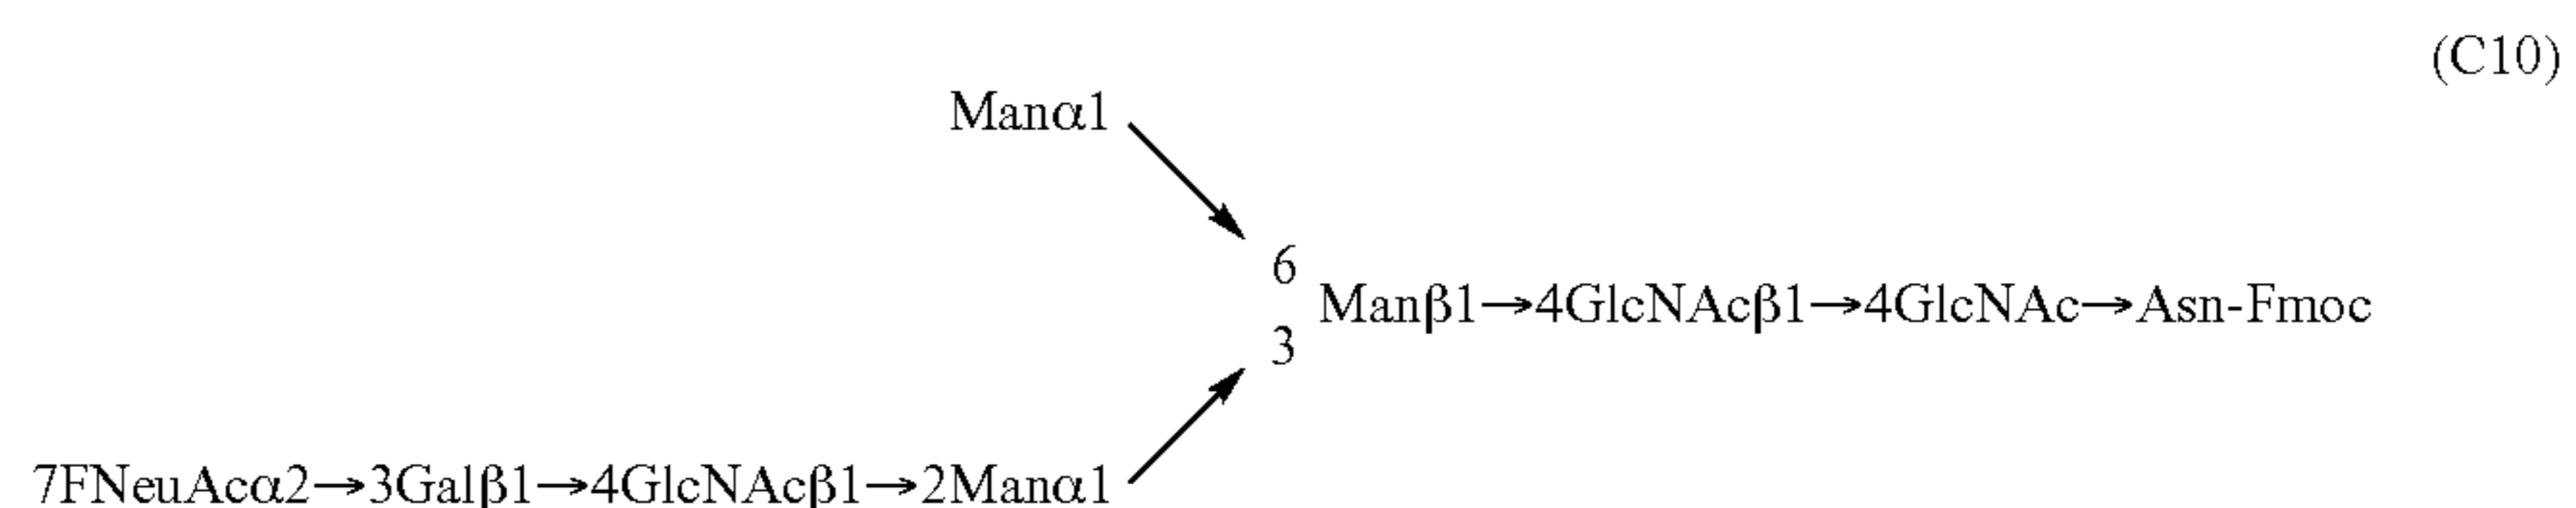 (C10)
Manα1
6
Manβ1→4GlcNAcβ1→4GlcNAc→Asn-Fmoc
3
7FNeuAcα2→3Galβ1→4GlcNAcβ1→2Manα1